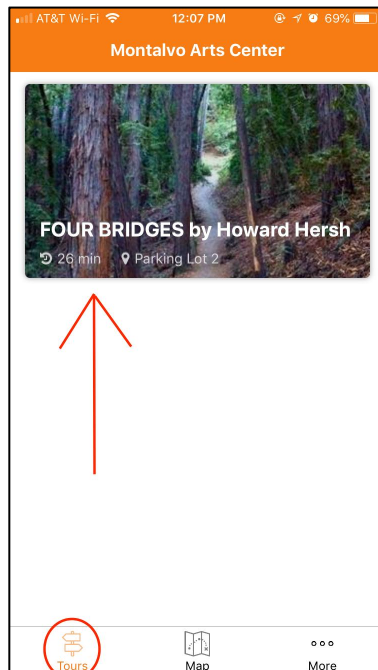 AT&T Wi-Fi 12:07 PM 69%
Montalvo Arts Center
FOUR BRIDGES by Howard Hersh
26 min Parking Lot 2
Tours Map More